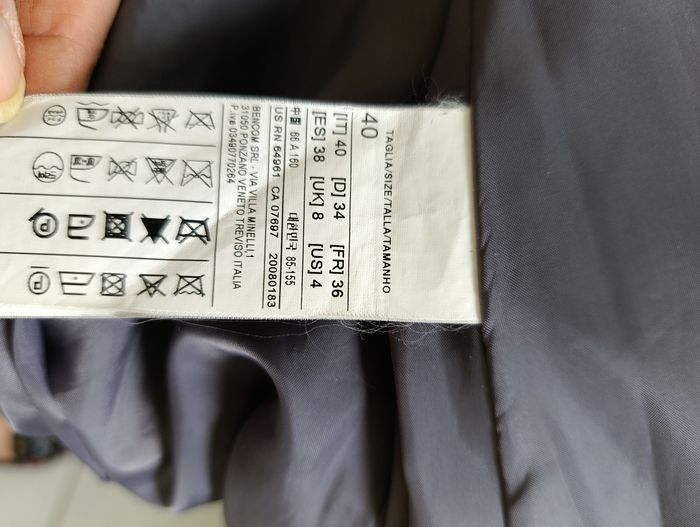 TAGLIA/SIZE/TALLA/TAMANHO
40
[IT] 40 [D] 34 [FR] 36
[ES] 38 [UK] 8 [US] 4
中国 66 A 160 대한민국 85-155
US RN 64961 CA 07697 20080183
BENCOM SRL - VIA VILLA MINELLI,1
31050 PONZANO VENETO TREVISO ITALIA
P.iva 03490770264